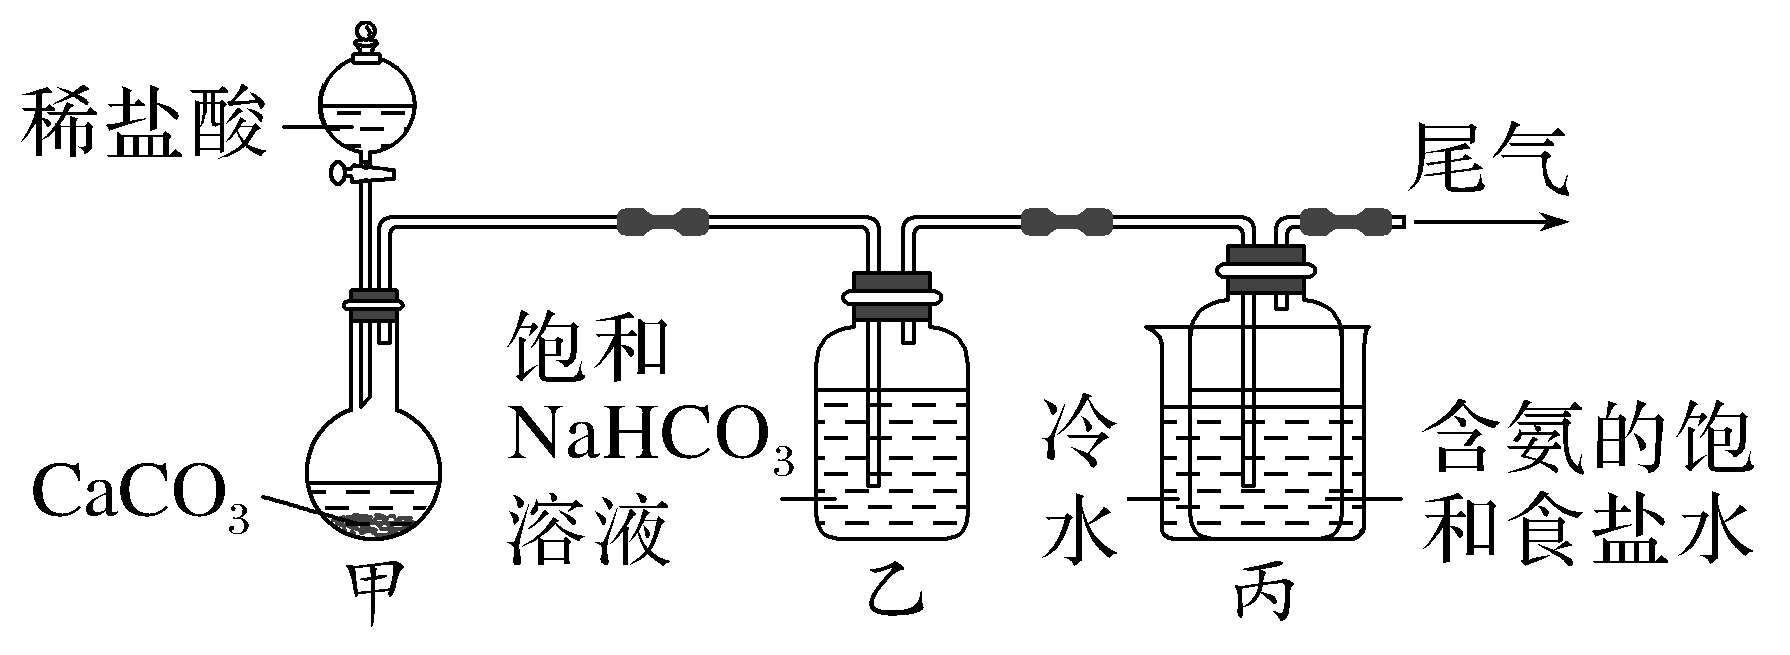 稀盐酸
尾气
饱和
NaHCO₃
溶液
冷
水
含氨的饱
和食盐水
CaCO₃
甲
乙
丙